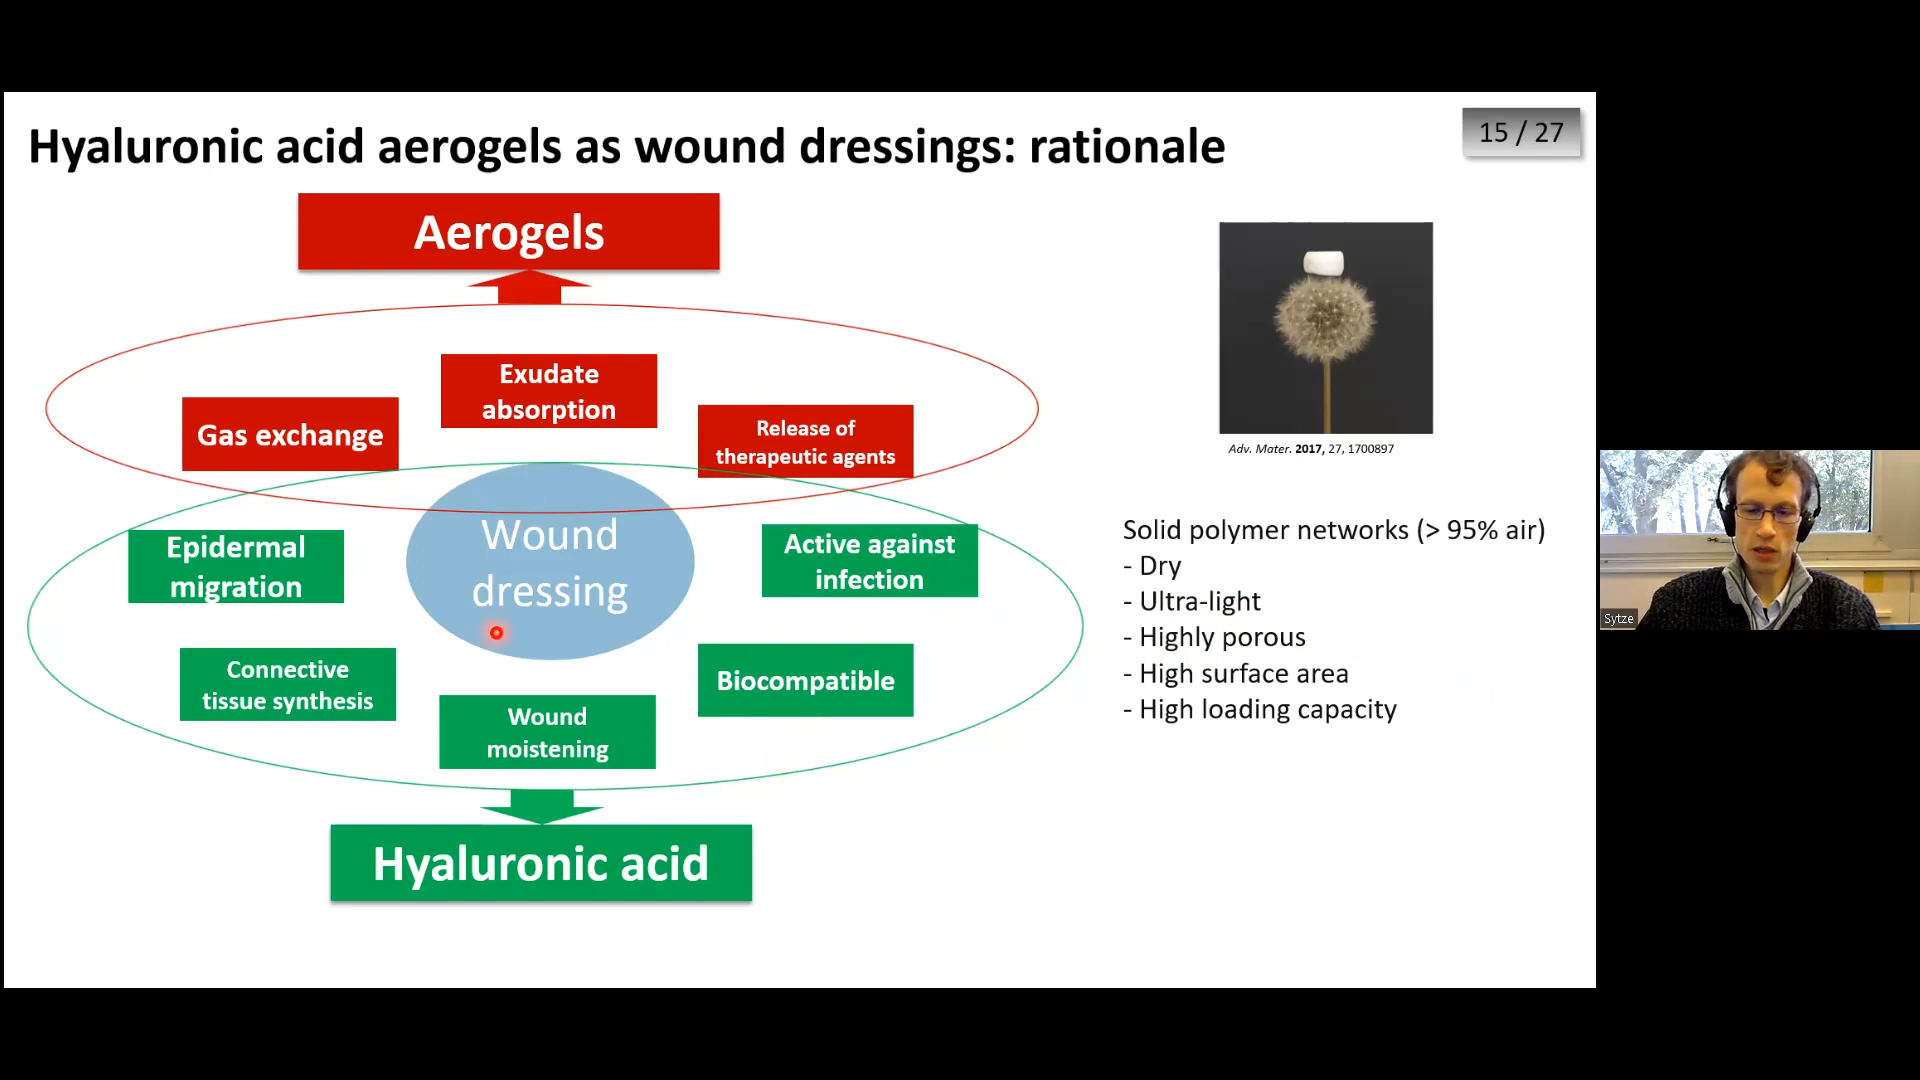 Hyaluronic acid aerogels as wound dressings: rationale
15 / 27
Aerogels
Exudate
absorption
Gas exchange
Release of
therapeutic agents
Wound
dressing
Epidermal
migration
Active against
infection
Connective
tissue synthesis
Biocompatible
Wound
moistening
Hyaluronic acid
Adv. Mater. 2017, 27, 1700897
Solid polymer networks (> 95% air)
- Dry
- Ultra-light
- Highly porous
- High surface area
- High loading capacity
Sytze